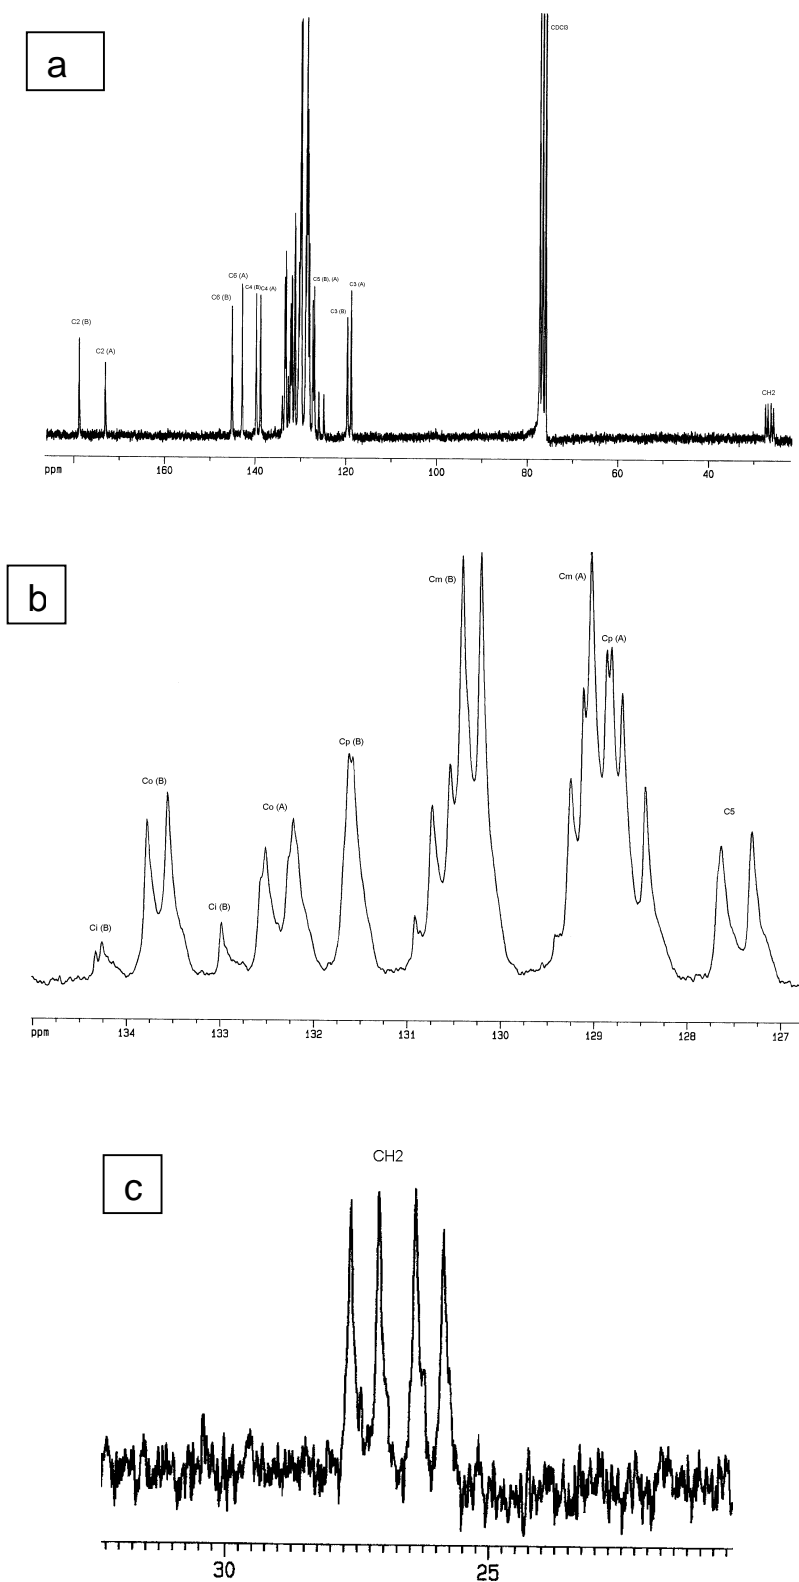 a
CDCG
C6 (A)
C4 (B) C4 (A)
C5 (B), (A)
C3 (A)
C6 (B)
C3 (B)
C2 (B)
C2 (A)
CH2
ppm 160 140 120 100 80 60 40
b
Cm (B)
Cm (A)
Cp (A)
Cp (B)
Co (B)
Co (A)
C5
Ci (B)
Ci (B)
ppm 134 133 132 131 130 129 128 127
CH2
c
30 25